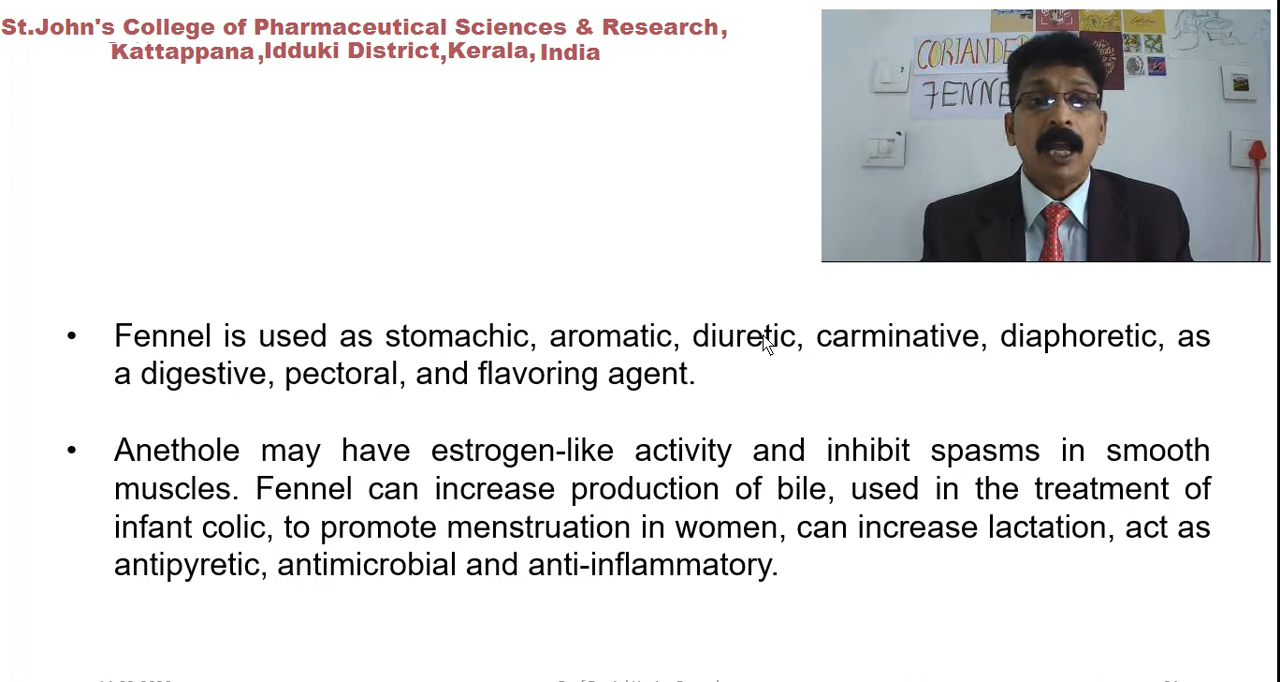 St.John's College of Pharmaceutical Sciences & Research,
Kattappana,Idduki District,Kerala, India
CORIANDE
FENNE
• Fennel is used as stomachic, aromatic, diuretic, carminative, diaphoretic, as
a digestive, pectoral, and flavoring agent.
• Anethole may have estrogen-like activity and inhibit spasms in smooth
muscles. Fennel can increase production of bile, used in the treatment of
infant colic, to promote menstruation in women, can increase lactation, act as
antipyretic, antimicrobial and anti-inflammatory.